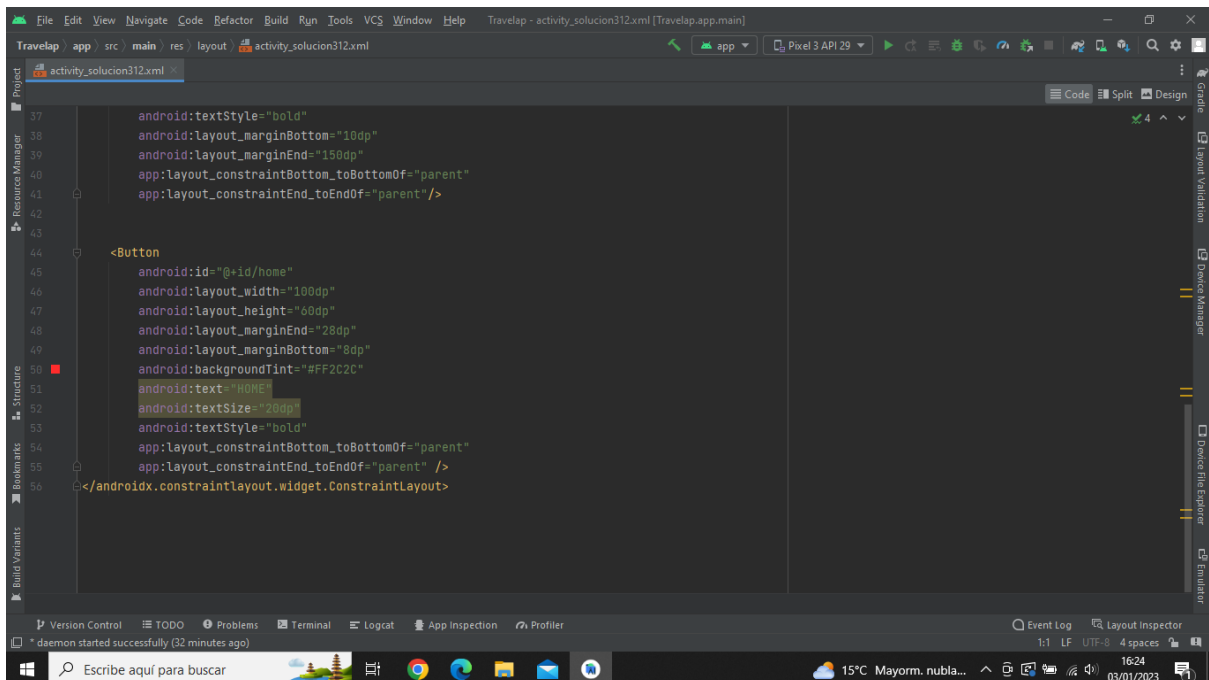 File Edit View Navigate Code Refactor Build Run Tools VCS Window Help Travelap - activity_solucion312.xml [Travelap.app.main]
Travelap app src main res layout activity_solucion312.xml app Pixel 3 API 29
activity_solucion312.xml
Code Split Design
37 android:textStyle="bold"
38 android:layout_marginBottom="10dp"
39 android:layout_marginEnd="150dp"
40 app:layout_constraintBottom_toBottomOf="parent"
41 app:layout_constraintEnd_toEndOf="parent"/>
42
43
44 <Button
45 android:id="@+id/home"
46 android:layout_width="100dp"
47 android:layout_height="60dp"
48 android:layout_marginEnd="28dp"
49 android:layout_marginBottom="8dp"
50 android:backgroundTint="#FF2C2C"
51 android:text="HOME"
52 android:textSize="20dp"
53 android:textStyle="bold"
54 app:layout_constraintBottom_toBottomOf="parent"
55 app:layout_constraintEnd_toEndOf="parent" />
56 </androidx.constraintlayout.widget.ConstraintLayout>
4
Project
Resource Manager
Structure
Bookmarks
Build Variants
Gradle
Layout Validation
Device Manager
Device File Explorer
Emulator
Version Control TODO Problems Terminal Logcat App Inspection Profiler Event Log Layout Inspector
* daemon started successfully (32 minutes ago) 1:1 LF UTF-8 4 spaces
Escribe aquí para buscar 15°C Mayorm. nubla... 16:24
03/01/2023
1